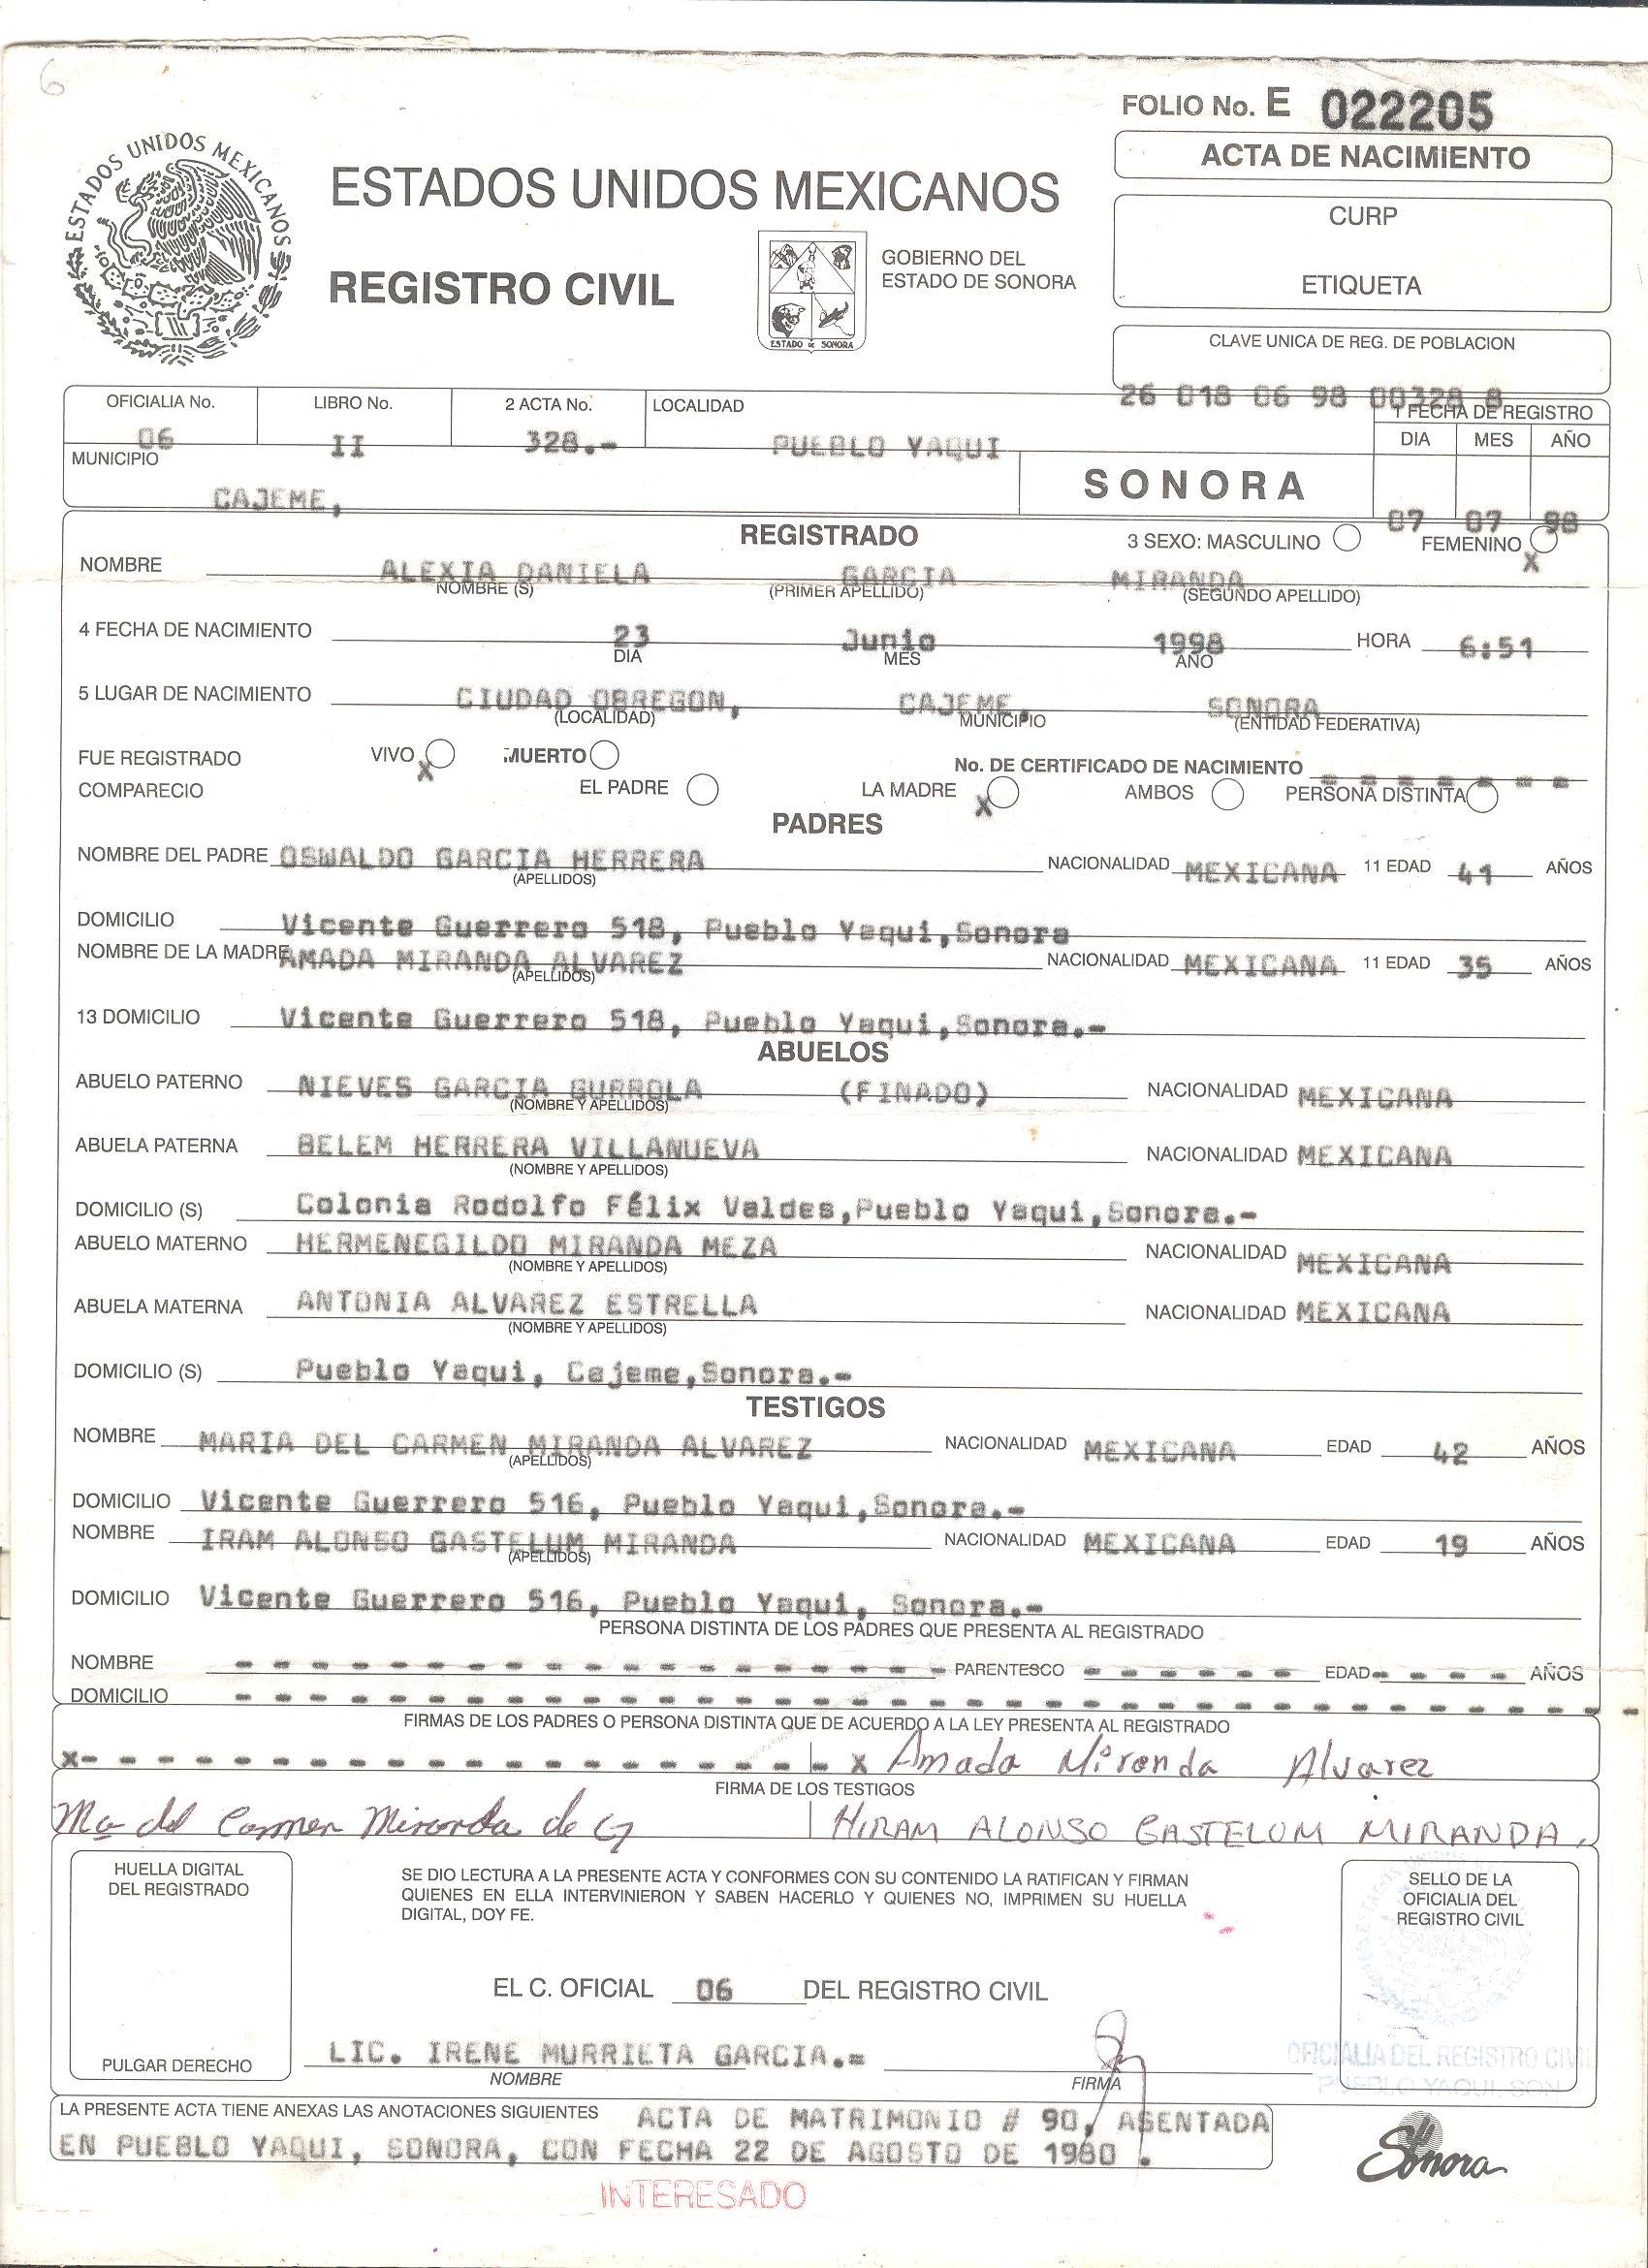 6
FOLIO No. E 022205
ACTA DE NACIMIENTO
ESTADOS UNIDOS MEXICANOS
ESTADOS UNIDOS MEXICANOS
CURP
ETIQUETA
REGISTRO CIVIL
ESTADO DE SONORA
GOBIERNO DEL
ESTADO DE SONORA
CLAVE UNICA DE REG. DE POBLACION
26 018 06 98 00328 8
OFICIALIA No. LIBRO No. 2 ACTA No. LOCALIDAD 1 FECHA DE REGISTRO
06 II 328.- PUEBLO YAQUI DIA MES AÑO
MUNICIPIO
CAJEME, SONORA 07 07 98
REGISTRADO 3 SEXO: MASCULINO FEMENINO X
NOMBRE ALEXIA DANIELA GARCIA MIRANDA
NOMBRE (S) (PRIMER APELLIDO) (SEGUNDO APELLIDO)
4 FECHA DE NACIMIENTO 23 Junio 1998 HORA 6:51
DIA MES AÑO
5 LUGAR DE NACIMIENTO CIUDAD OBREGON, CAJEME, SONORA
(LOCALIDAD) MUNICIPIO (ENTIDAD FEDERATIVA)
FUE REGISTRADO VIVO X MUERTO No. DE CERTIFICADO DE NACIMIENTO - - - - - - -
COMPARECIO EL PADRE LA MADRE X AMBOS PERSONA DISTINTA
PADRES
NOMBRE DEL PADRE OSWALDO GARCIA HERRERA NACIONALIDAD MEXICANA 11 EDAD 41 AÑOS
(APELLIDOS)
DOMICILIO Vicente Guerrero 518, Pueblo Yaqui,Sonora
NOMBRE DE LA MADRE AMADA MIRANDA ALVAREZ NACIONALIDAD MEXICANA 11 EDAD 35 AÑOS
(APELLIDOS)
13 DOMICILIO Vicente Guerrero 518, Pueblo Yaqui,Sonora.-
ABUELOS
ABUELO PATERNO NIEVES GARCIA GURROLA (FINADO) NACIONALIDAD MEXICANA
(NOMBRE Y APELLIDOS)
ABUELA PATERNA BELEM HERRERA VILLANUEVA NACIONALIDAD MEXICANA
(NOMBRE Y APELLIDOS)
DOMICILIO (S) Colonia Rodolfo Félix Valdes,Pueblo Yaqui,Sonora.-
ABUELO MATERNO HERMENEGILDO MIRANDA MEZA NACIONALIDAD MEXICANA
(NOMBRE Y APELLIDOS)
ABUELA MATERNA ANTONIA ALVAREZ ESTRELLA NACIONALIDAD MEXICANA
(NOMBRE Y APELLIDOS)
DOMICILIO (S) Pueblo Yaqui, Cajeme,Sonora.-
TESTIGOS
NOMBRE MARIA DEL CARMEN MIRANDA ALVAREZ NACIONALIDAD MEXICANA EDAD 42 AÑOS
(APELLIDOS)
DOMICILIO Vicente Guerrero 516, Pueblo Yaqui,Sonora.-
NOMBRE IRAM ALONSO GASTELUM MIRANDA NACIONALIDAD MEXICANA EDAD 19 AÑOS
(APELLIDOS)
DOMICILIO Vicente Guerrero 516, Pueblo Yaqui, Sonora.-
PERSONA DISTINTA DE LOS PADRES QUE PRESENTA AL REGISTRADO
NOMBRE - - - - - - - - - - - - - - - - - - - PARENTESCO - - - - - - EDAD - - - - - AÑOS
DOMICILIO - - - - - - - - - - - - - - - - - - - - - - - - - - - - - - - - - - - -
FIRMAS DE LOS PADRES O PERSONA DISTINTA QUE DE ACUERDO A LA LEY PRESENTA AL REGISTRADO
X- - - - - - - - - - - - - - - - - - - - X Amada Miranda Alvarez
FIRMA DE LOS TESTIGOS
Ma del Carmen Miranda de G HIRAM ALONSO GASTELUM MIRANDA,
HUELLA DIGITAL
DEL REGISTRADO
PULGAR DERECHO
SE DIO LECTURA A LA PRESENTE ACTA Y CONFORMES CON SU CONTENIDO LA RATIFICAN Y FIRMAN
QUIENES EN ELLA INTERVINIERON Y SABEN HACERLO Y QUIENES NO, IMPRIMEN SU HUELLA
DIGITAL, DOY FE.
SELLO DE LA
OFICIALIA DEL
REGISTRO CIVIL
EL C. OFICIAL 06 DEL REGISTRO CIVIL
LIC. IRENE MURRIETA GARCIA.=
NOMBRE FIRMA
OFICIALIA DEL REGISTRO CIVIL
PUEBLO YAQUI, SON
LA PRESENTE ACTA TIENE ANEXAS LAS ANOTACIONES SIGUIENTES ACTA DE MATRIMONIO # 90, ASENTADA
EN PUEBLO YAQUI, SONORA, CON FECHA 22 DE AGOSTO DE 1980 .
Sonora
INTERESADO